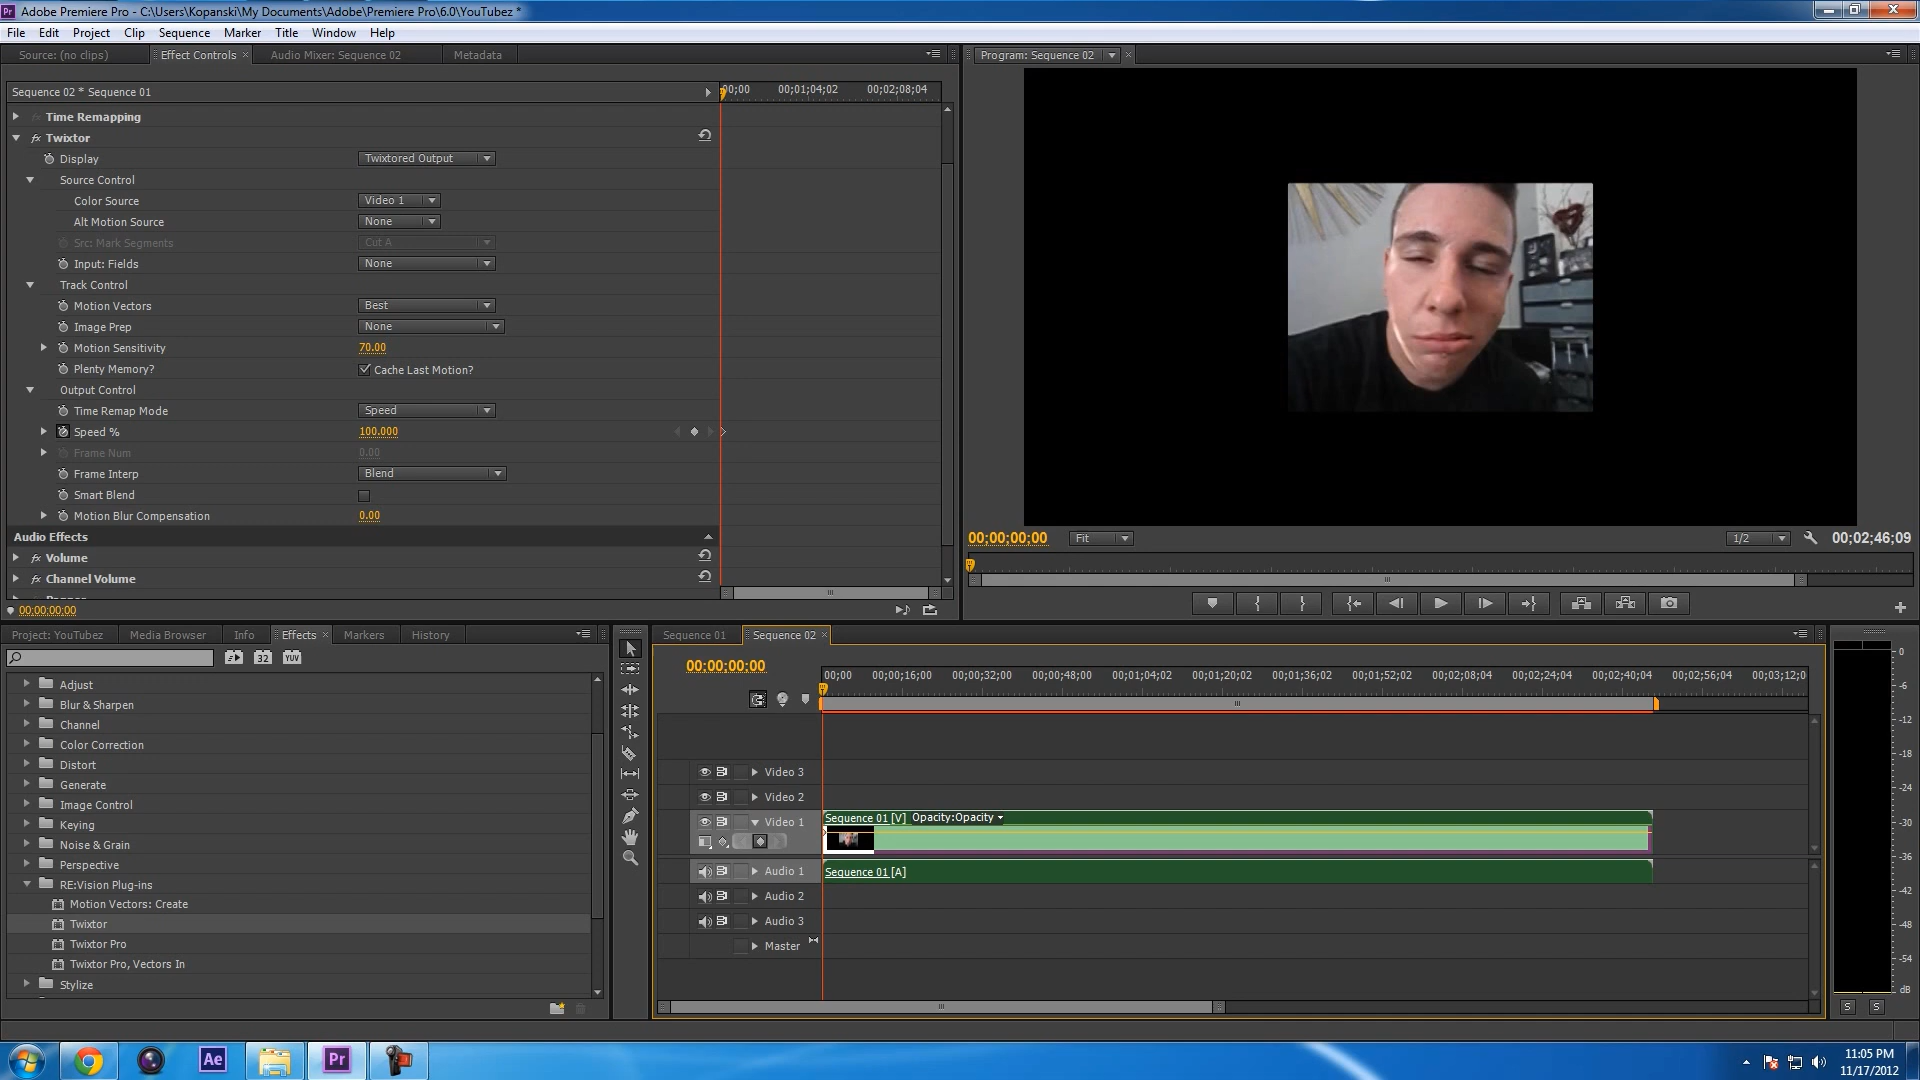 Adobe Premiere Pro - C:\Users\Kopanski\My Documents\Adobe\Premiere Pro\6.0\YouTubez *
File Edit Project Clip Sequence Marker Title Window Help
Source: (no clips) Effect Controls Audio Mixer: Sequence 02 Metadata
Program: Sequence 02
Sequence 02 * Sequence 01
00;00 00;01;04;02 00;02;08;04
Time Remapping
fx Twixtor
Display Twixtored Output
Source Control
Color Source Video 1
Alt Motion Source None
Src: Mark Segments Cut A
Input: Fields None
Track Control
Motion Vectors Best
Image Prep None
Motion Sensitivity 70.00
Plenty Memory? Cache Last Motion?
Output Control
Time Remap Mode Speed
Speed % 100.000
Frame Num 0.00
Frame Interp Blend
Smart Blend
Motion Blur Compensation 0.00
Audio Effects
fx Volume
fx Channel Volume
00;00;00;00
00;00;00;00 Fit 1/2 00;02;46;09
Project: YouTubez Media Browser Info Effects Markers History
32 YUV
Adjust
Blur & Sharpen
Channel
Color Correction
Distort
Generate
Image Control
Keying
Noise & Grain
Perspective
RE:Vision Plug-ins
Motion Vectors: Create
Twixtor
Twixtor Pro
Twixtor Pro, Vectors In
Stylize
Sequence 01 Sequence 02
00;00;00;00
00;00 00;00;16;00 00;00;32;00 00;00;48;00 00;01;04;02 00;01;20;02 00;01;36;02 00;01;52;02 00;02;08;04 00;02;24;04 00;02;40;04 00;02;56;04 00;03;12;0
Video 3
Video 2
Video 1 Sequence 01 [V] Opacity:Opacity
Audio 1 Sequence 01 [A]
Audio 2
Audio 3
Master
0
-6
-12
-18
-24
-30
-36
-42
-48
-54
dB
S S
Ae Pr
11:05 PM
11/17/2012